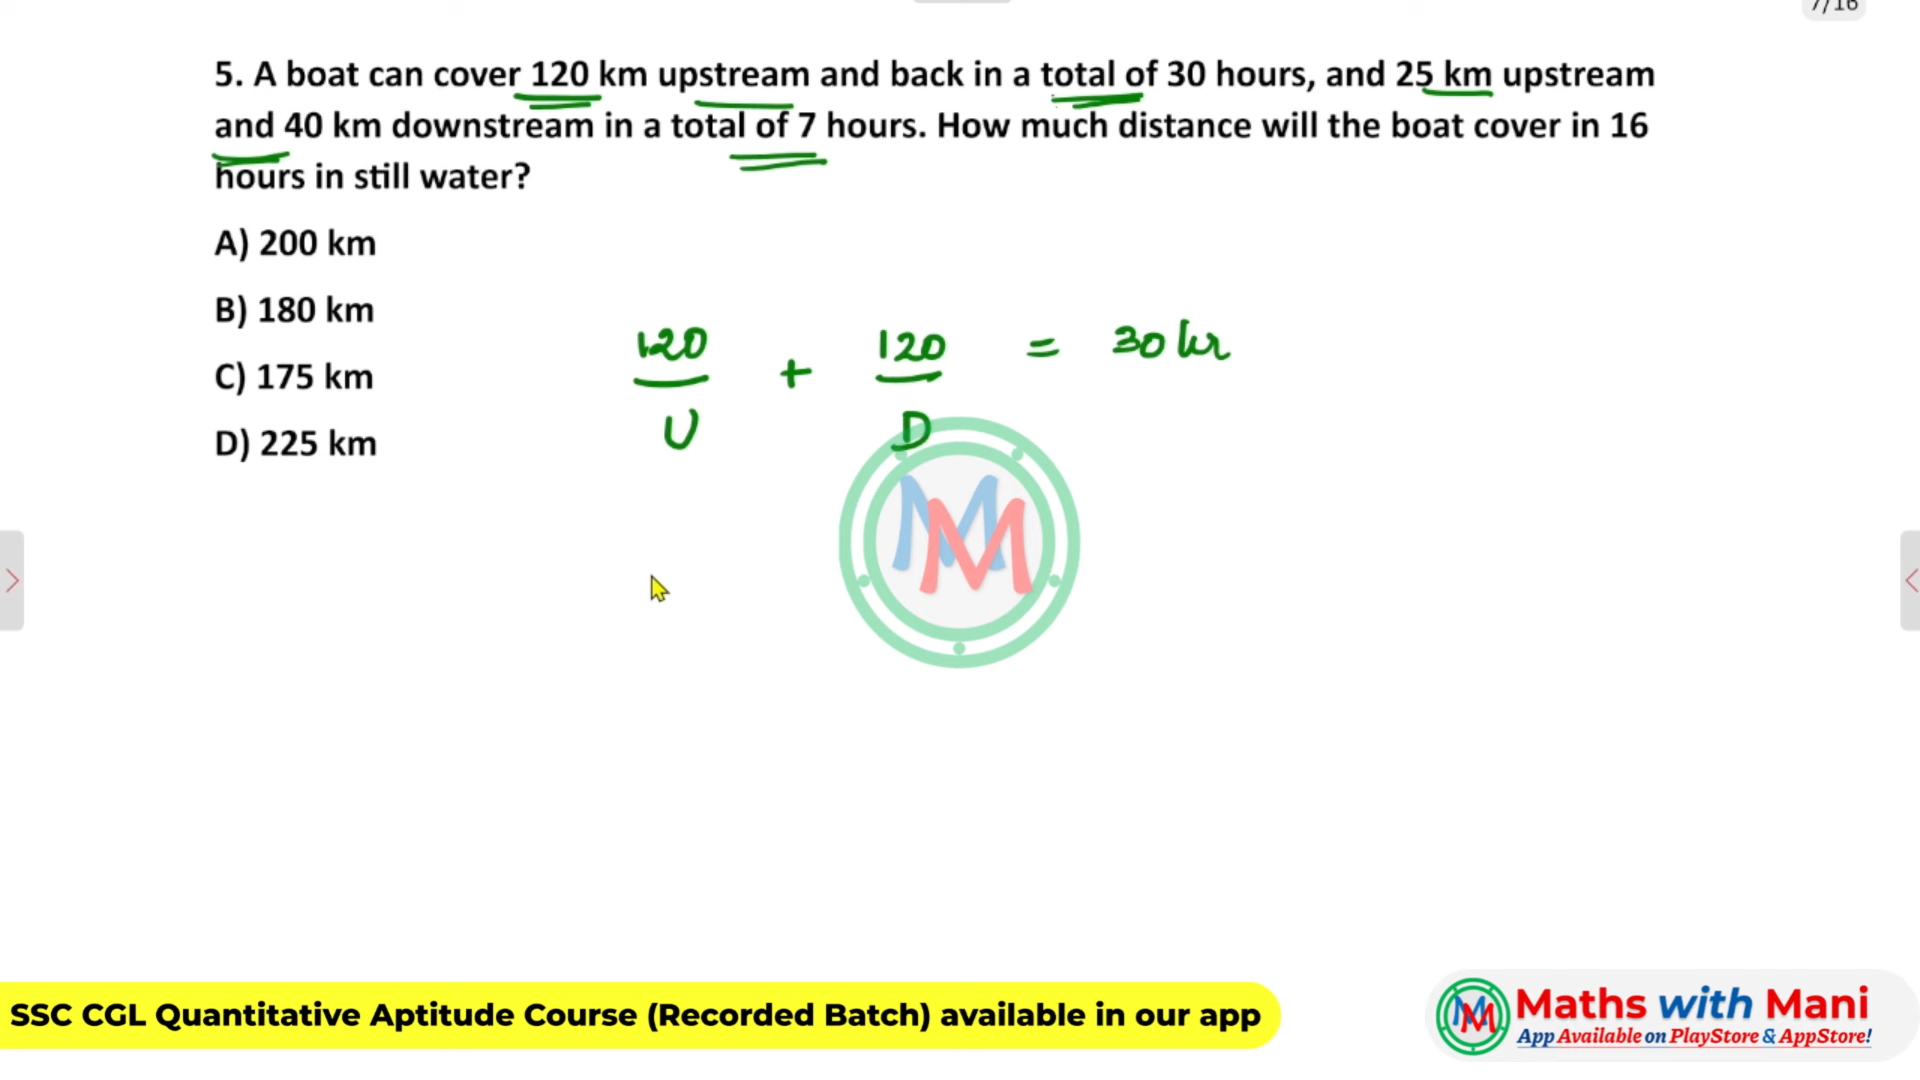 7/16
5. A boat can cover 120 km upstream and back in a total of 30 hours, and 25 km upstream
and 40 km downstream in a total of 7 hours. How much distance will the boat cover in 16
hours in still water?
A) 200 km
B) 180 km
C) 175 km
D) 225 km
120 + 120 = 30 hr
U D
MM
SSC CGL Quantitative Aptitude Course (Recorded Batch) available in our app
MM Maths with Mani
App Available on PlayStore & AppStore!